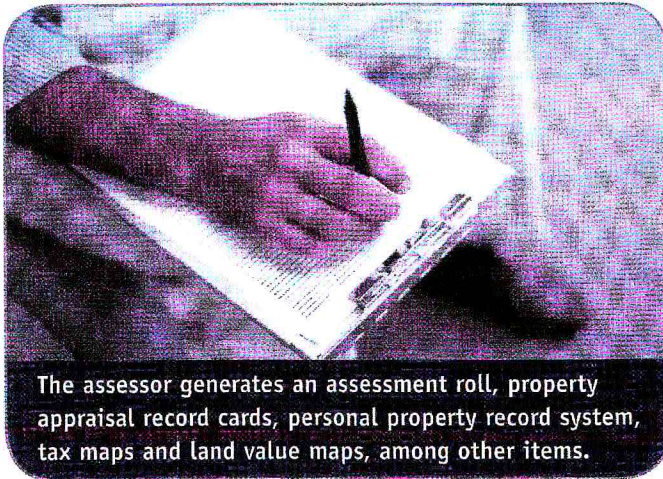 The assessor generates an assessment roll, property
appraisal record cards, personal property record system,
tax maps and land value maps, among other items.